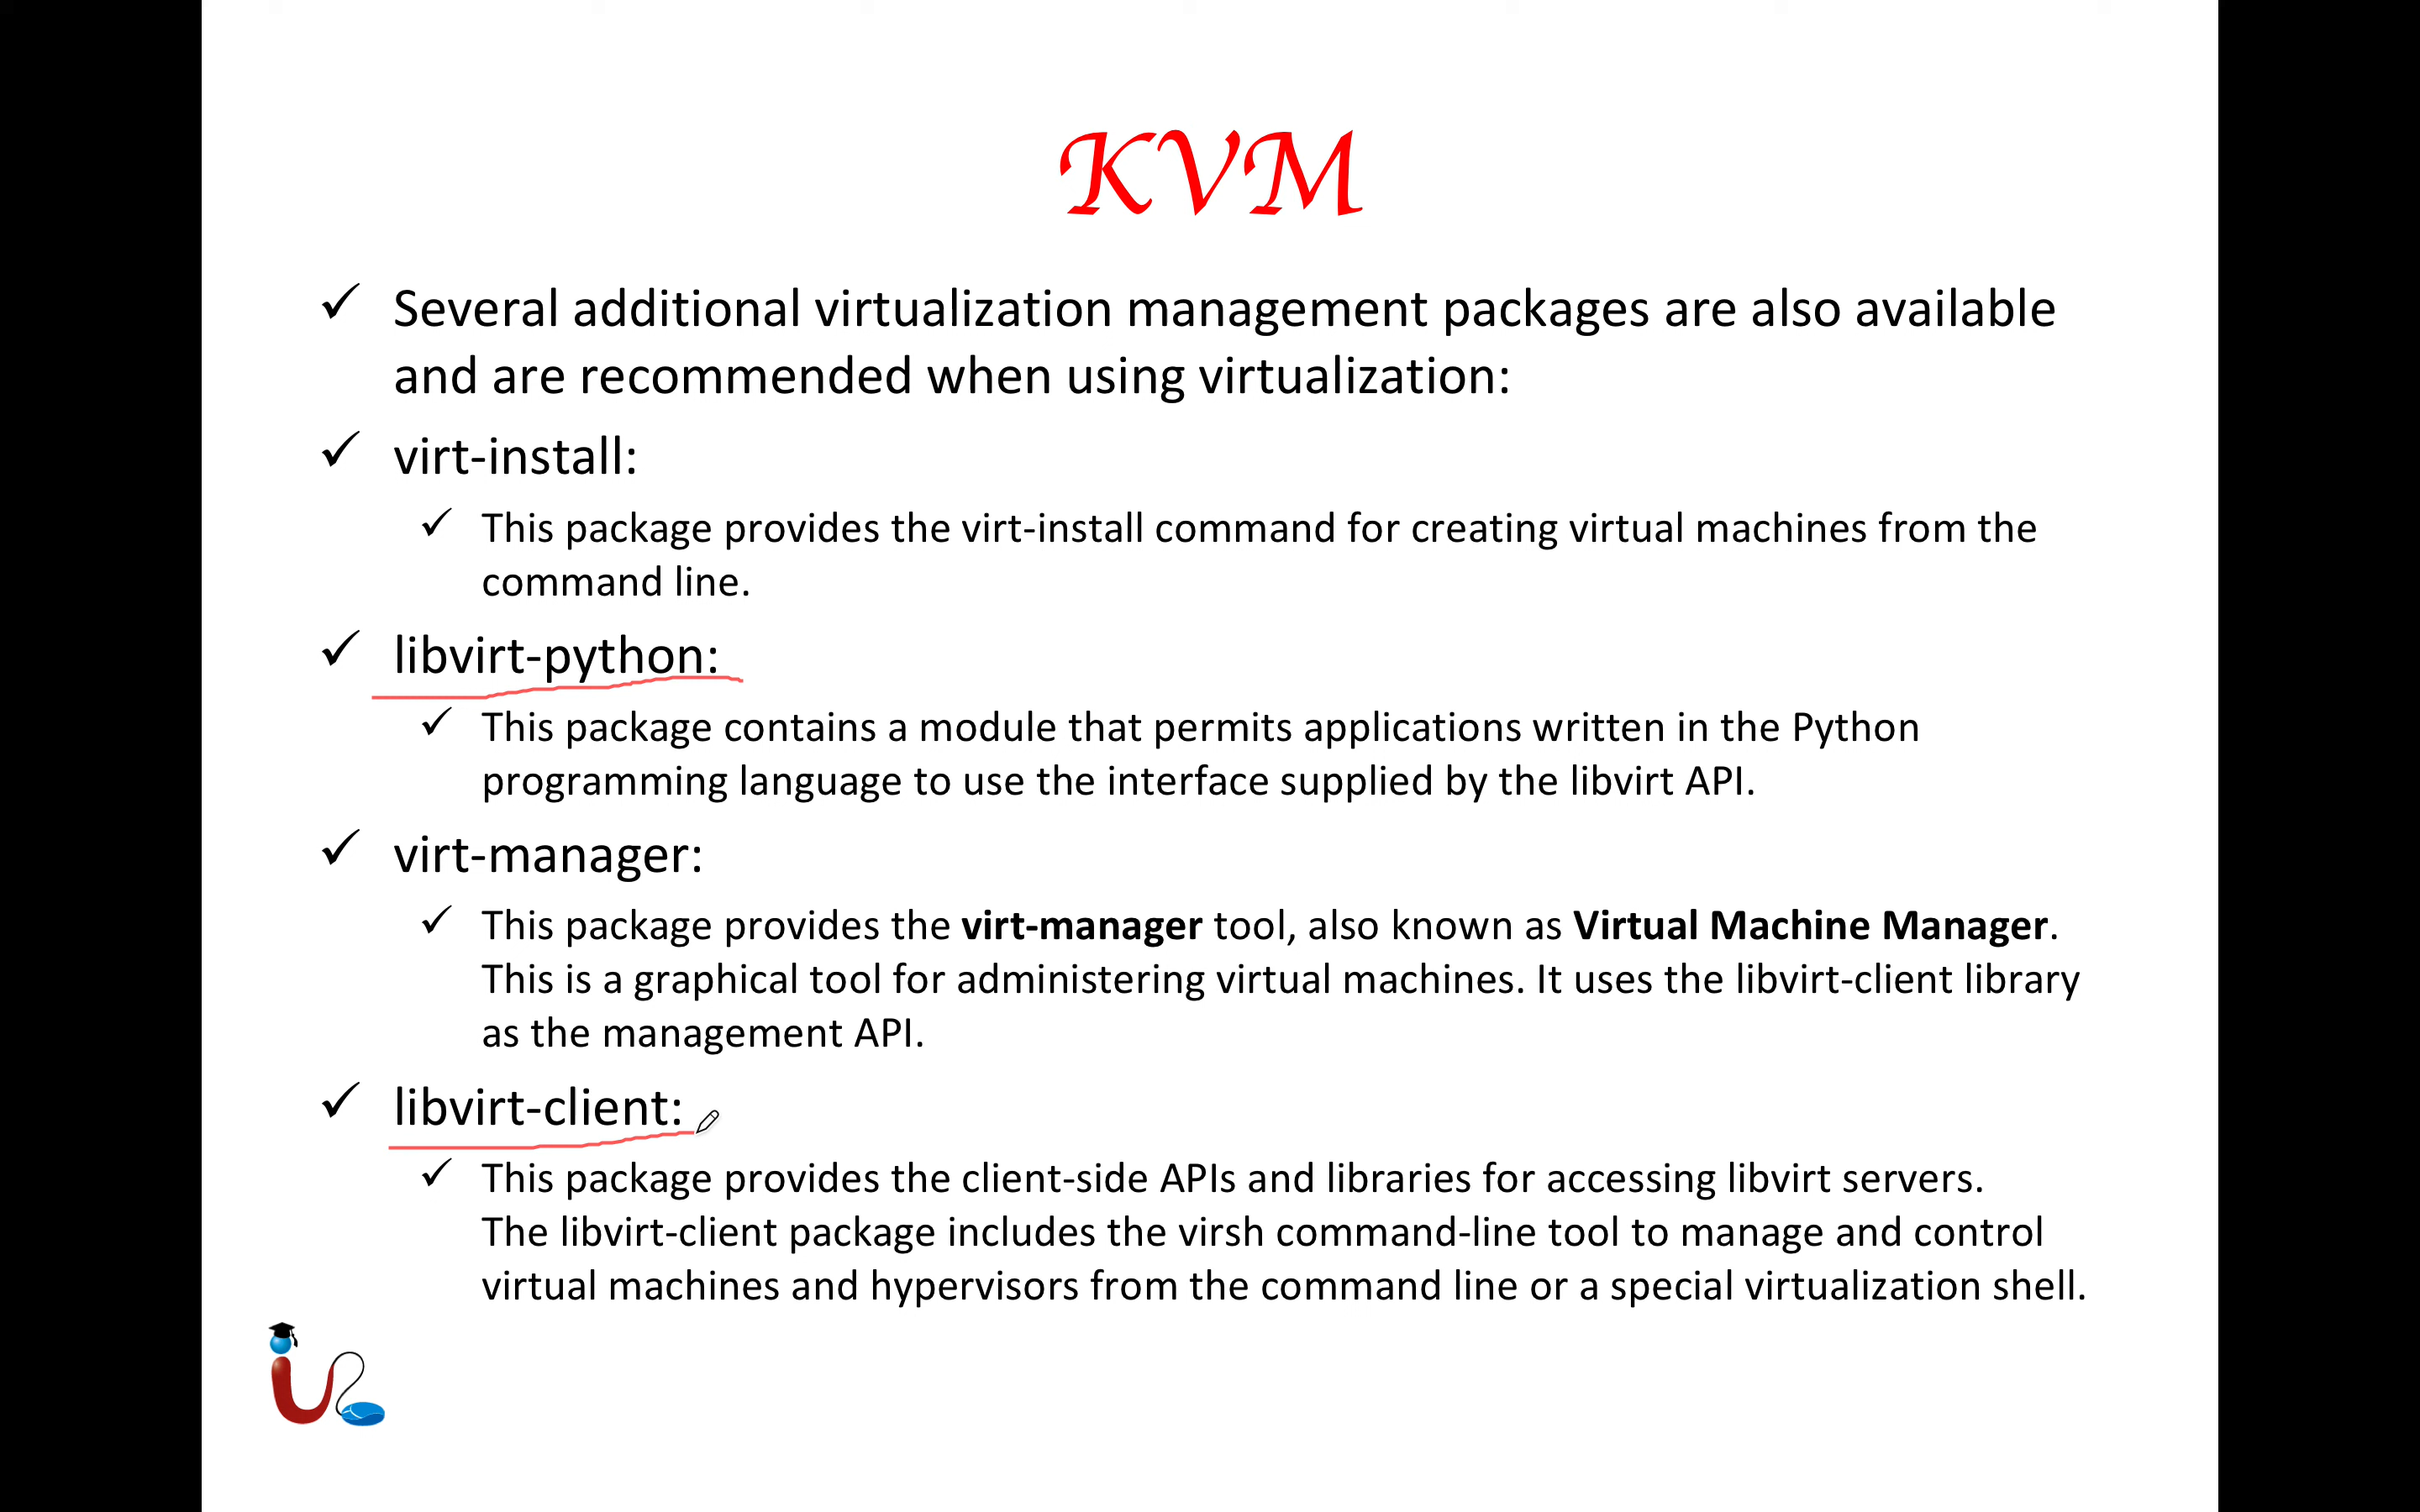 KVM
Several additional virtualization management packages are also available
and are recommended when using virtualization:
virt-install:
This package provides the virt-install command for creating virtual machines from the
command line.
libvirt-python:
This package contains a module that permits applications written in the Python
programming language to use the interface supplied by the libvirt API.
virt-manager:
This package provides the virt-manager tool, also known as Virtual Machine Manager.
This is a graphical tool for administering virtual machines. It uses the libvirt-client library
as the management API.
libvirt-client:
This package provides the client-side APIs and libraries for accessing libvirt servers.
The libvirt-client package includes the virsh command-line tool to manage and control
virtual machines and hypervisors from the command line or a special virtualization shell.